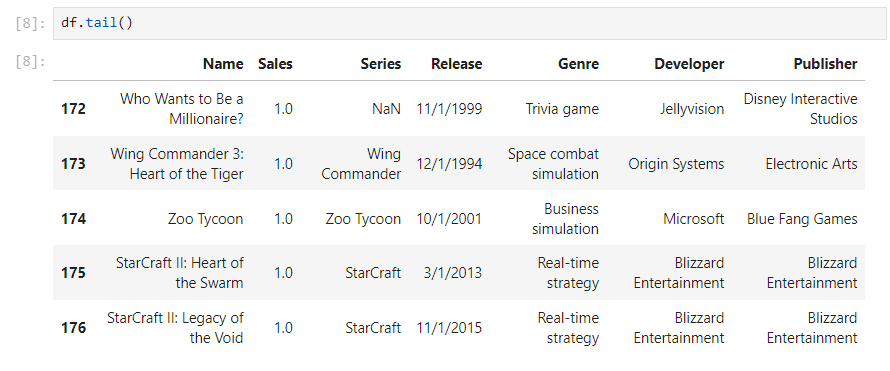 [8]: df.tail()
[8]:
Name Sales Series Release Genre Developer Publisher
172 Who Wants to Be a Millionaire? 1.0 NaN 11/1/1999 Trivia game Jellyvision Disney Interactive Studios
173 Wing Commander 3: Heart of the Tiger 1.0 Wing Commander 12/1/1994 Space combat simulation Origin Systems Electronic Arts
174 Zoo Tycoon 1.0 Zoo Tycoon 10/1/2001 Business simulation Microsoft Blue Fang Games
175 StarCraft II: Heart of the Swarm 1.0 StarCraft 3/1/2013 Real-time strategy Blizzard Entertainment Blizzard Entertainment
176 StarCraft II: Legacy of the Void 1.0 StarCraft 11/1/2015 Real-time strategy Blizzard Entertainment Blizzard Entertainment